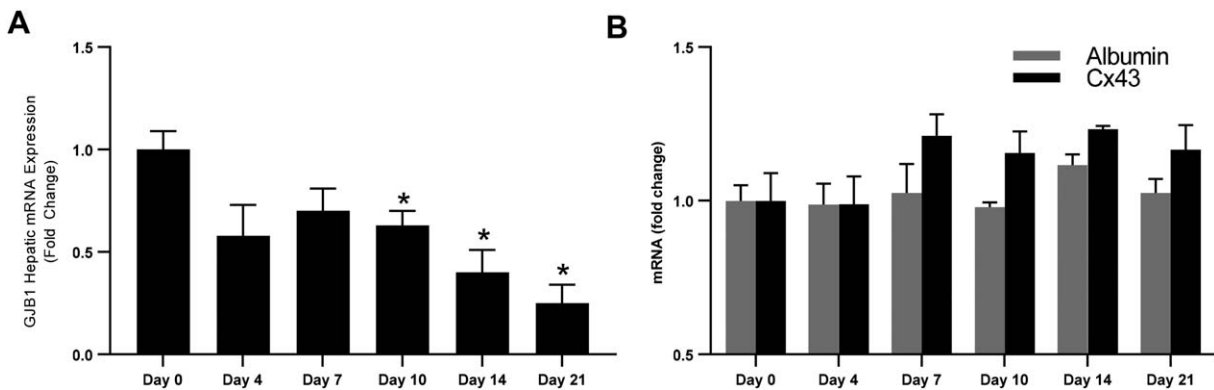 A
GJB1 Hepatic mRNA Expression
(Fold Change)
1.5
1.0
0.5
0.0
*
*
*
Day 0 Day 4 Day 7 Day 10 Day 14 Day 21
B
mRNA (fold change)
1.5
1.0
0.5
Albumin
Cx43
Day 0 Day 4 Day 7 Day 10 Day 14 Day 21